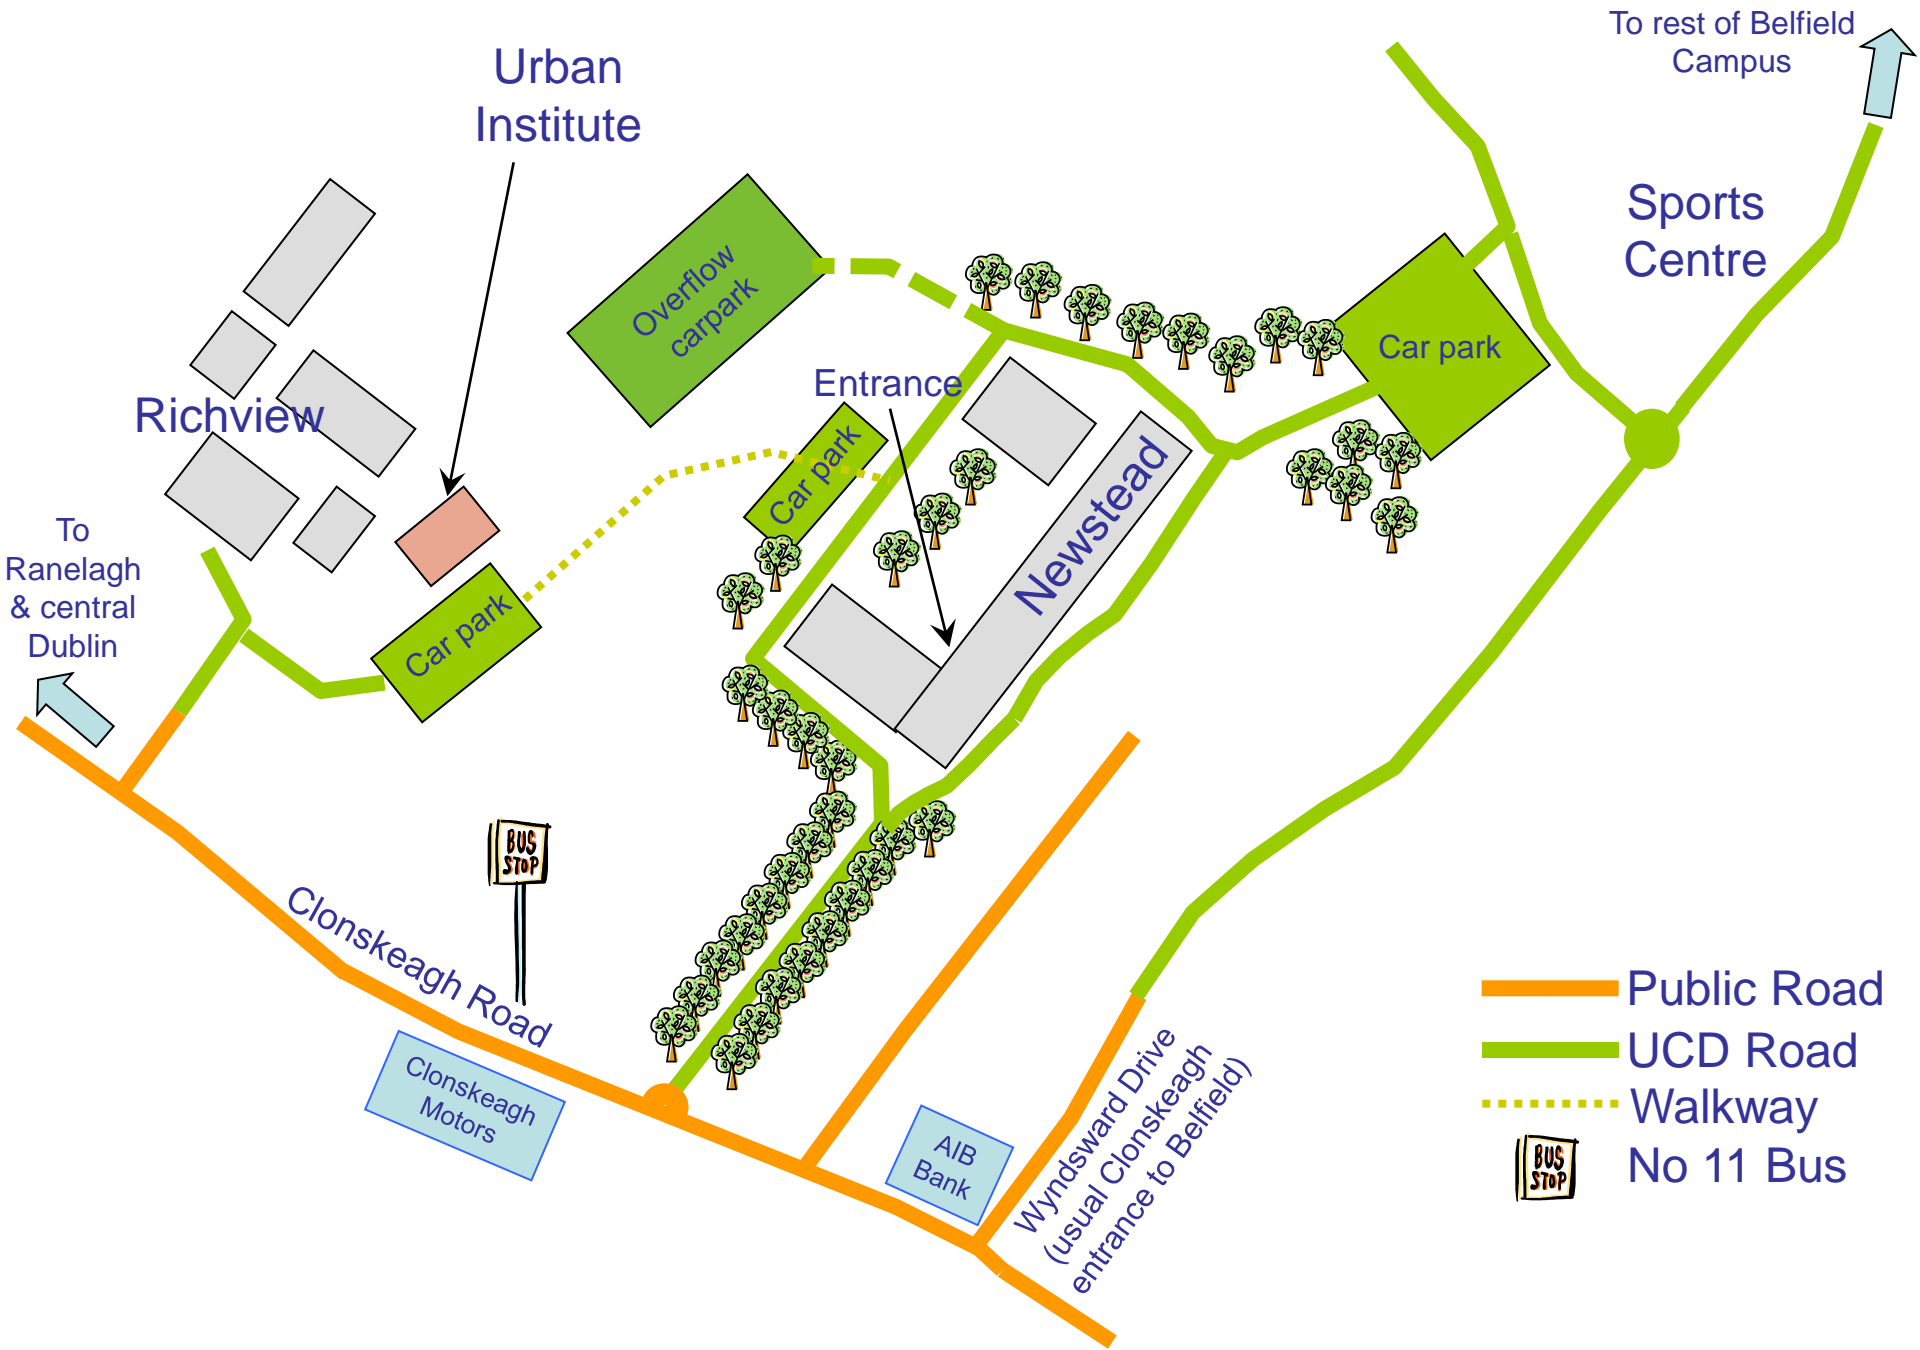 To rest of Belfield
Campus
Urban
Institute
Sports
Centre
Overflow
carpark
Car park
Entrance
Richview
Car park
Newstead
To
Ranelagh
& central
Dublin
Car park
BUS
STOP
Clonskeagh Road
Clonskeagh
Motors
AIB
Bank
Wyndsward Drive
(usual Clonskeagh
entrance to Belfield)
Public Road
UCD Road
Walkway
BUS
STOP
No 11 Bus